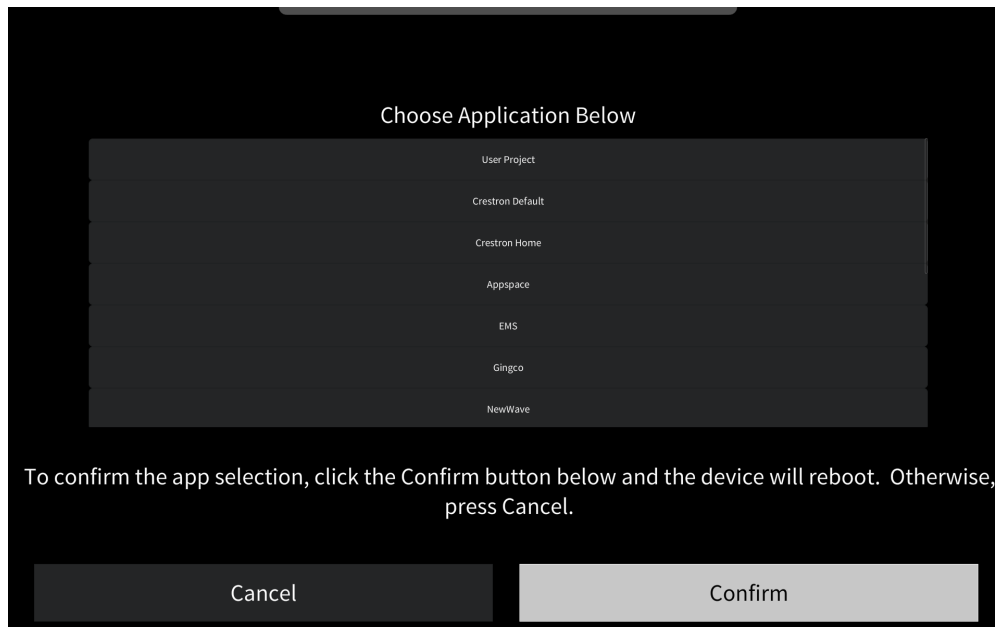 Choose Application Below
User Project
Crestron Default
Crestron Home
Appspace
EMS
Gingco
NewWave
To confirm the app selection, click the Confirm button below and the device will reboot.  Otherwise,
press Cancel.
Cancel
Confirm